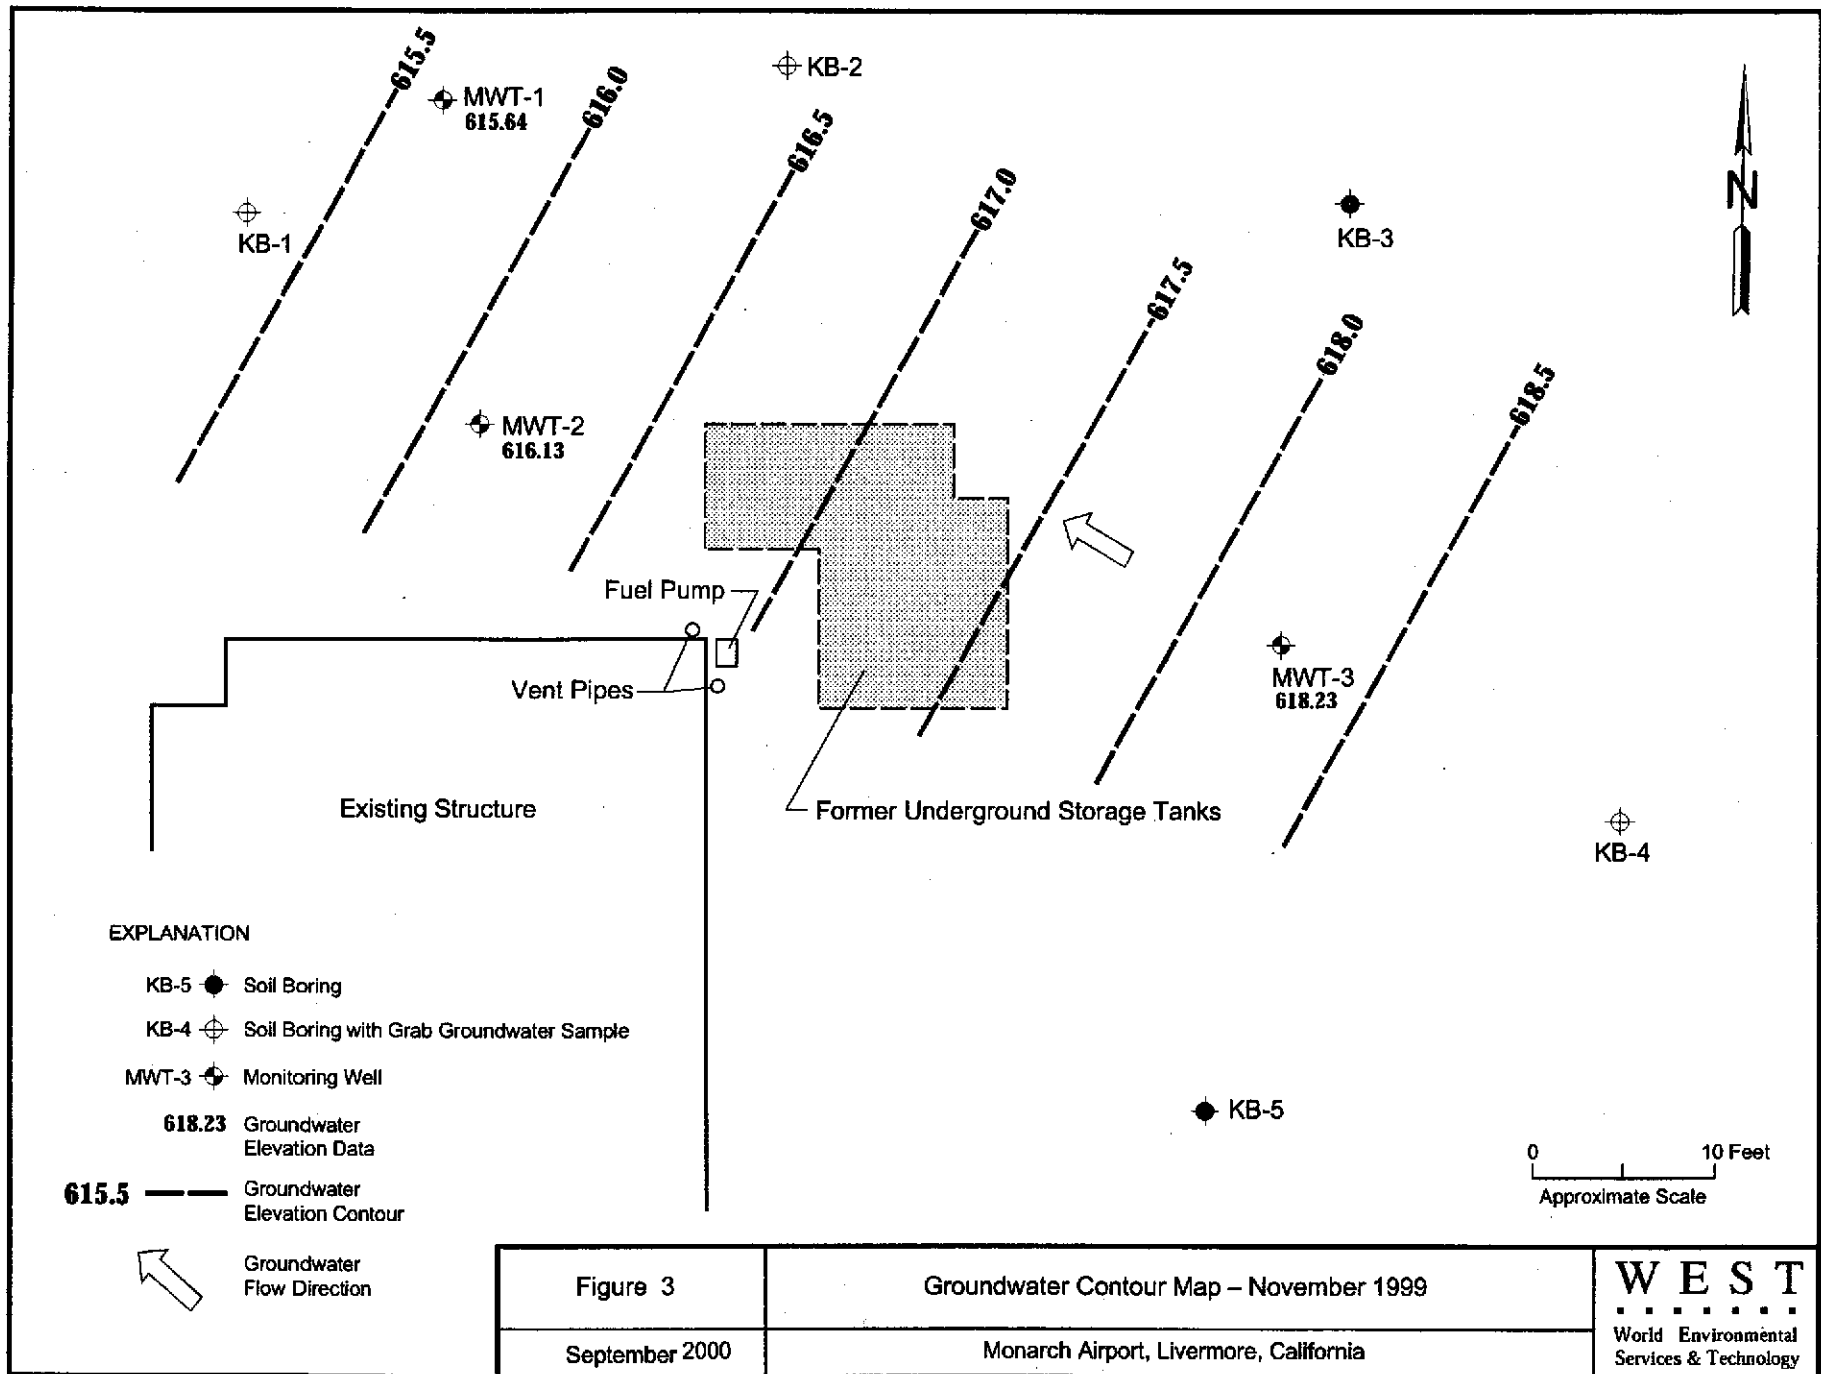 615.5
MWT-1
615.64
616.0
KB-2
616.5
617.0
N
KB-1
KB-3
617.5
618.0
618.5
MWT-2
616.13
Fuel Pump
Vent Pipes
MWT-3
618.23
Existing Structure
Former Underground Storage Tanks
KB-4
EXPLANATION
KB-5 Soil Boring
KB-4 Soil Boring with Grab Groundwater Sample
MWT-3 Monitoring Well
618.23 Groundwater
Elevation Data
615.5 Groundwater
Elevation Contour
Groundwater
Flow Direction
KB-5
0 10 Feet
Approximate Scale
Figure 3
Groundwater Contour Map – November 1999
September 2000
Monarch Airport, Livermore, California
WEST
World Environmental
Services & Technology